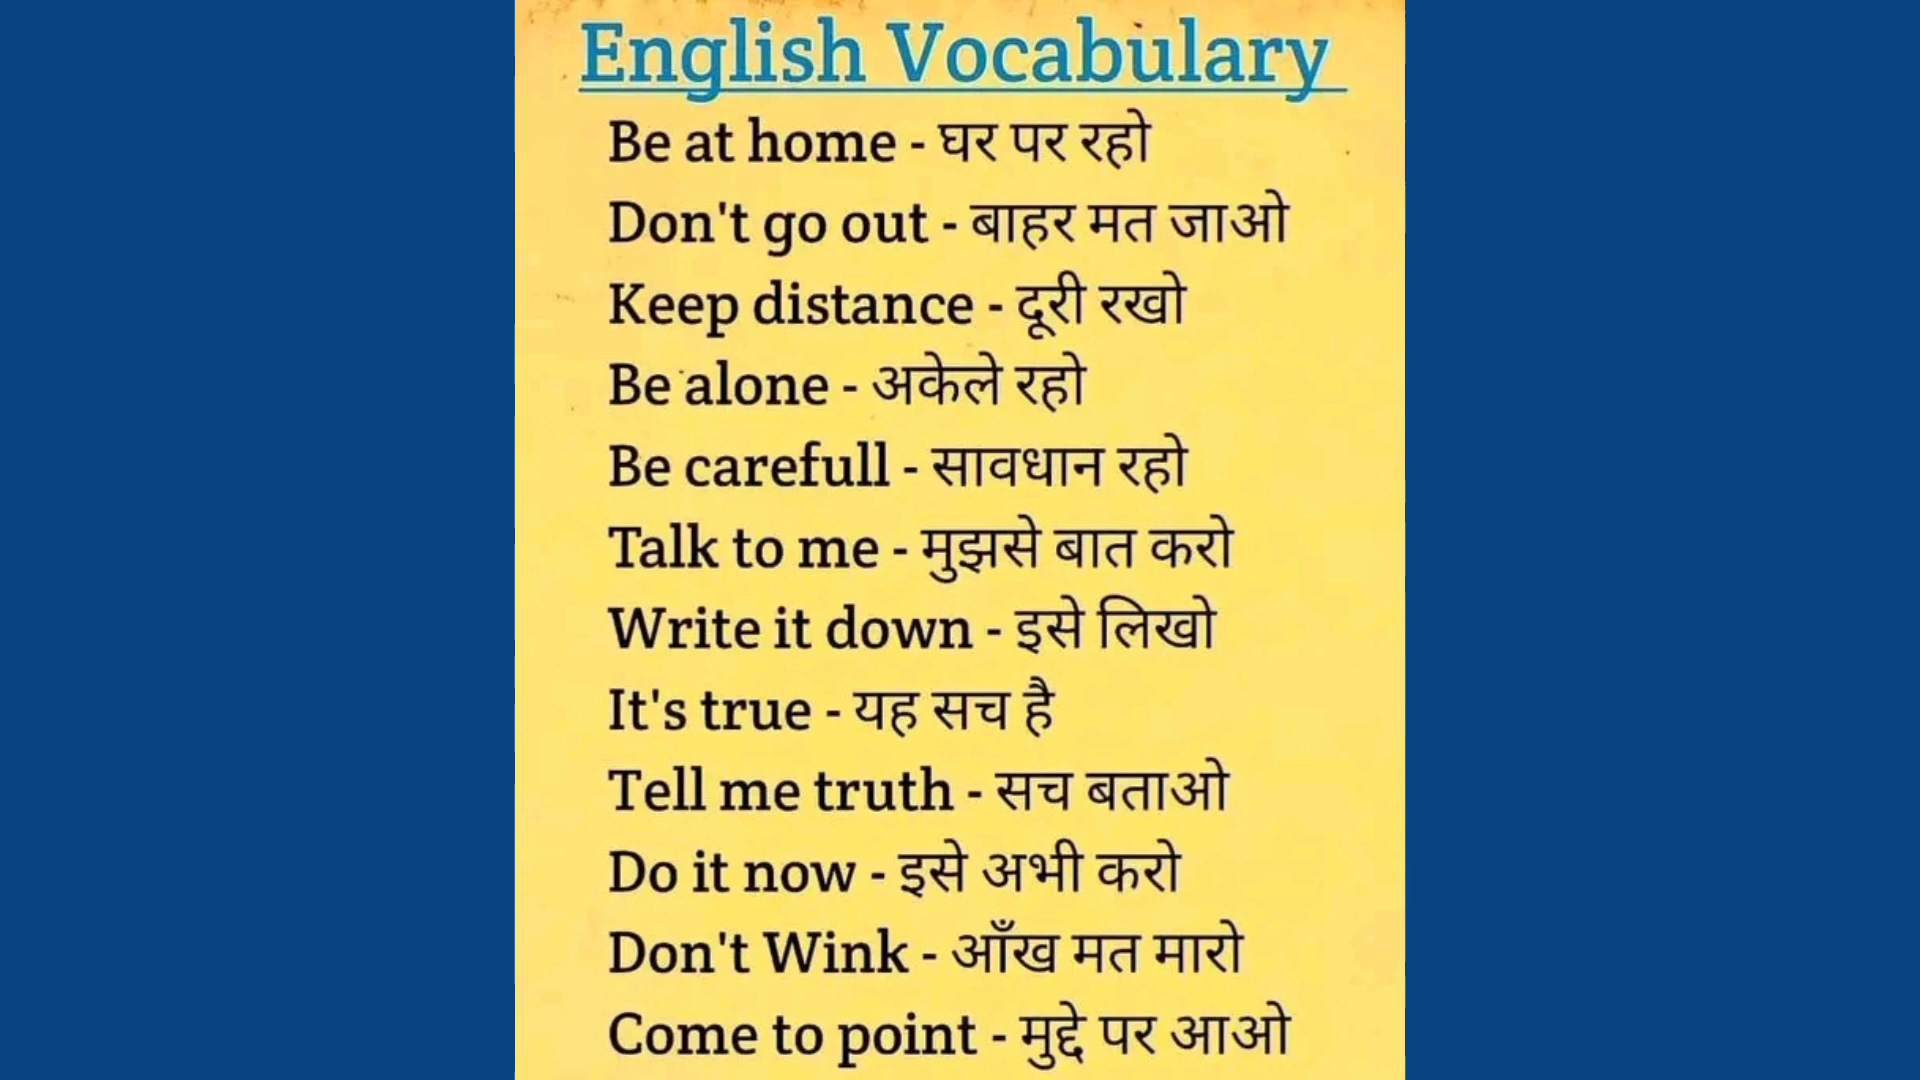 English Vocabulary
Be at home - घर पर रहो
Don't go out - बाहर मत जाओ
Keep distance - दूरी रखो
Be alone - अकेले रहो
Be carefull - सावधान रहो
Talk to me - मुझसे बात करो
Write it down - इसे लिखो
It's true - यह सच है
Tell me truth - सच बताओ
Do it now - इसे अभी करो
Don't Wink - आँख मत मारो
Come to point - मुद्दे पर आओ